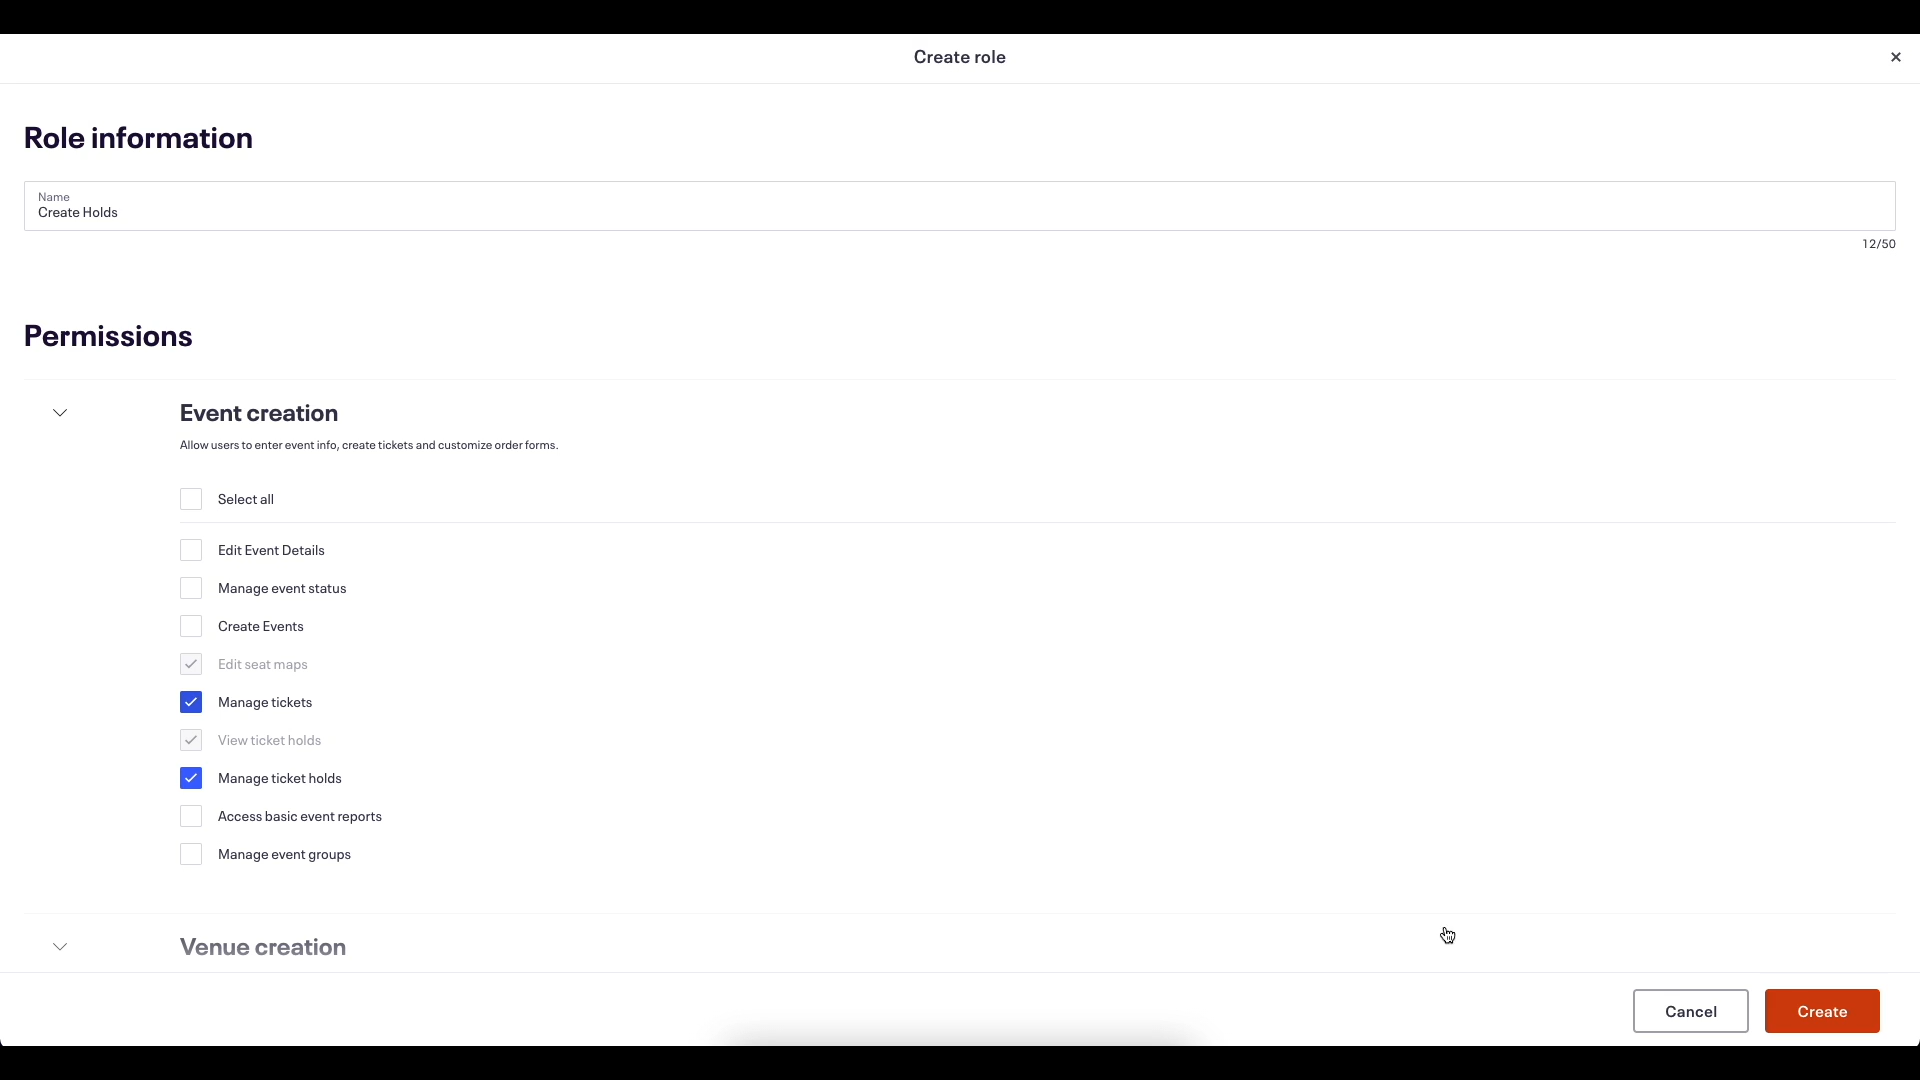 Create role
Role information
Name
Create Holds
12/50
Permissions
Event creation
Allow users to enter event info, create tickets and customize order forms.
Select all
Edit Event Details
Manage event status
Create Events
Edit seat maps
Manage tickets
View ticket holds
Manage ticket holds
Access basic event reports
Manage event groups
Venue creation
Cancel
Create